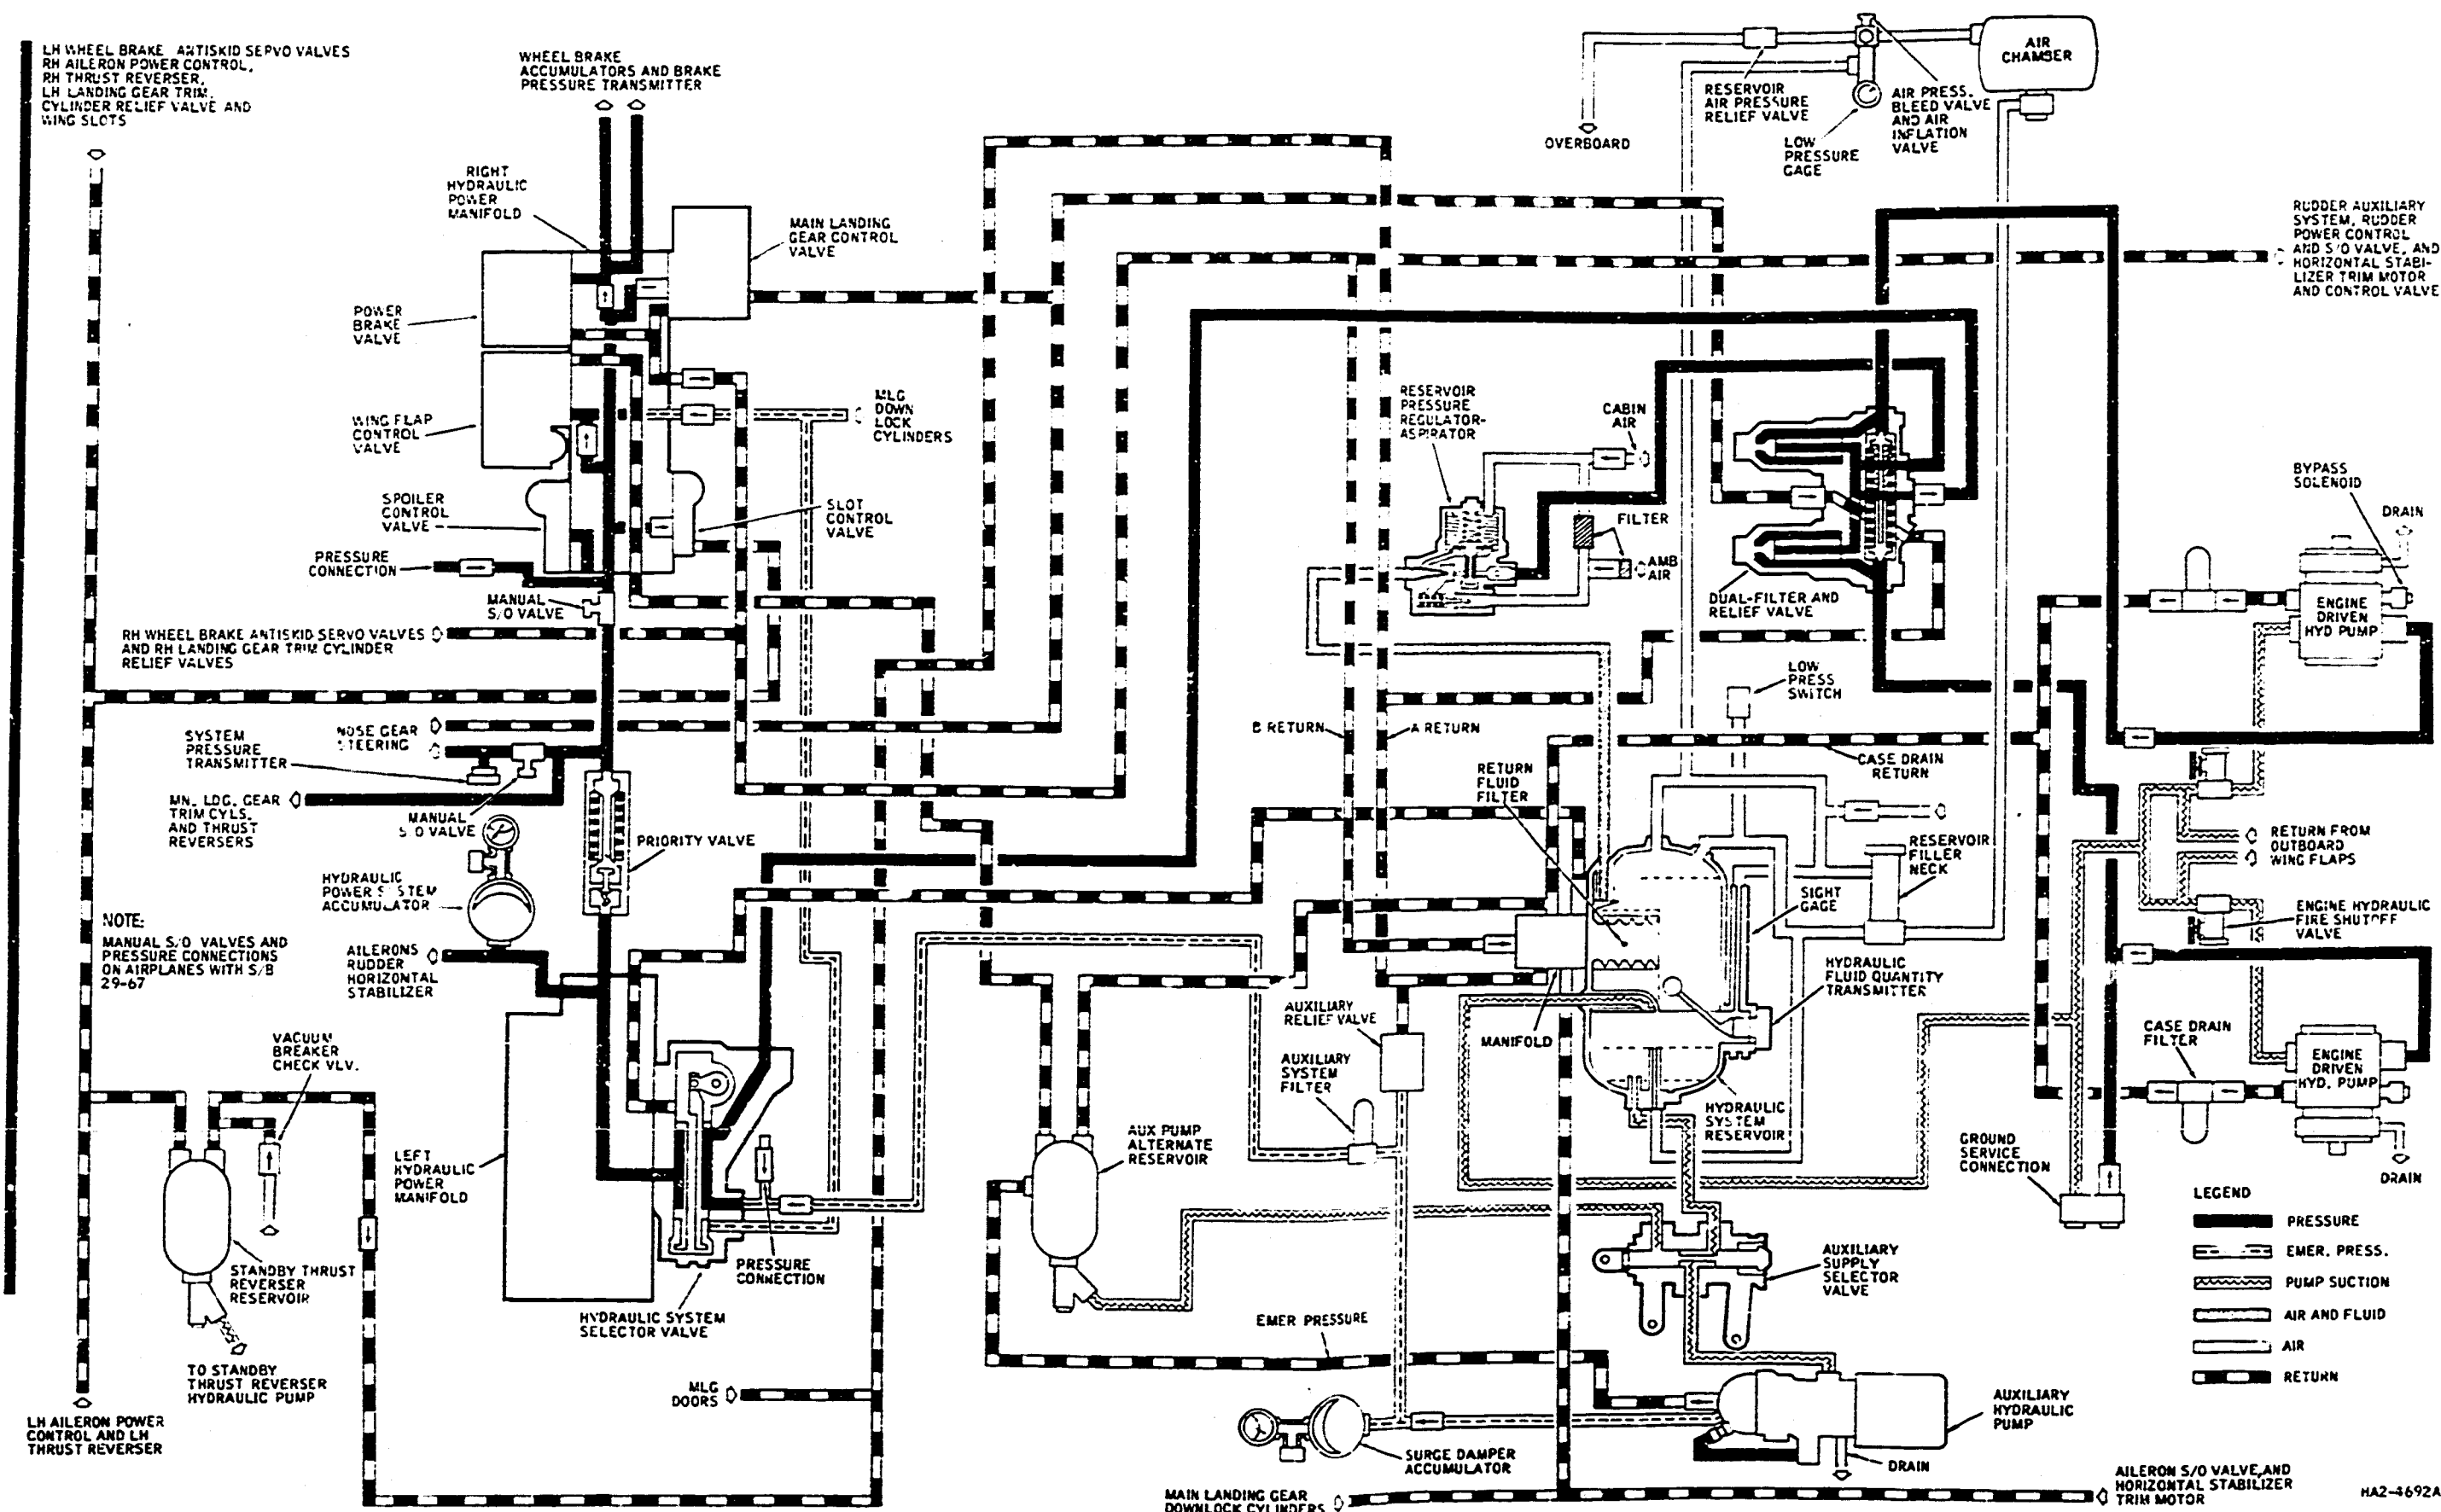 LH WHEEL BRAKE ANTISKID SEPVO VALVES
RH AILERON POWER CONTROL,
RH THRUST REVERSER,
LH LANDING GEAR TRIM,
CYLINDER RELIEF VALVE AND
WING SLOTS
WHEEL BRAKE
ACCUMULATORS AND BRAKE
PRESSURE TRANSMITTER
RIGHT
HYDRAULIC
POWER
MANIFOLD
MAIN LANDING
GEAR CONTROL
VALVE
POWER
BRAKE
VALVE
WING FLAP
CONTROL
VALVE
MLG
DOWN
LOCK
CYLINDERS
SPOILER
CONTROL
VALVE
SLOT
CONTROL
VALVE
PRESSURE
CONNECTION
MANUAL
S/O VALVE
RH WHEEL BRAKE ANTISKID SERVO VALVES
AND RH LANDING GEAR TRIM CYLINDER
RELIEF VALVES
NOSE GEAR
STEERING
SYSTEM
PRESSURE
TRANSMITTER
MN. LDG. GEAR
TRIM CYLS.
AND THRUST
REVERSERS
MANUAL
S O VALVE
PRIORITY VALVE
HYDRAULIC
POWER SYSTEM
ACCUMULATOR
NOTE:
MANUAL S/O VALVES AND
PRESSURE CONNECTIONS
ON AIRPLANES WITH S/B
29-67
AILERONS
RUDDER
HORIZONTAL
STABILIZER
VACUUM
BREAKER
CHECK VLV.
LEFT
HYDRAULIC
POWER
MANIFOLD
STANDBY THRUST
REVERSER
RESERVOIR
TO STANDBY
THRUST REVERSER
HYDRAULIC PUMP
LH AILERON POWER
CONTROL AND LH
THRUST REVERSER
PRESSURE
CONNECTION
HYDRAULIC SYSTEM
SELECTOR VALVE
MLG
DOORS
OVERBOARD
RESERVOIR
AIR PRESSURE
RELIEF VALVE
LOW
PRESSURE
GAGE
AIR PRESS.
BLEED VALVE
AND AIR
INFLATION
VALVE
AIR
CHAMBER
RUDDER AUXILIARY
SYSTEM, RUDDER
POWER CONTROL
AND S/O VALVE, AND
HORIZONTAL STABI-
LIZER TRIM MOTOR
AND CONTROL VALVE
RESERVOIR
PRESSURE
REGULATOR-
ASPIRATOR
CABIN
AIR
FILTER
AMB
AIR
DUAL-FILTER AND
RELIEF VALVE
BYPASS
SOLENOID
DRAIN
ENGINE
DRIVEN
HYD PUMP
LOW
PRESS
SWITCH
B RETURN
A RETURN
CASE DRAIN
RETURN
RETURN
FLUID
FILTER
RESERVOIR
FILLER
NECK
SIGHT
GAGE
RETURN FROM
OUTBOARD
WING FLAPS
ENGINE HYDRAULIC
FIRE SHUTOFF
VALVE
HYDRAULIC
FLUID QUANTITY
TRANSMITTER
AUXILIARY
RELIEF VALVE
MANIFOLD
AUXILIARY
SYSTEM
FILTER
CASE DRAIN
FILTER
ENGINE
DRIVEN
HYD. PUMP
DRAIN
HYDRAULIC
SYSTEM
RESERVOIR
AUX PUMP
ALTERNATE
RESERVOIR
GROUND
SERVICE
CONNECTION
AUXILIARY
SUPPLY
SELECTOR
VALVE
EMER PRESSURE
LEGEND
PRESSURE
EMER. PRESS.
PUMP SUCTION
AIR AND FLUID
AIR
RETURN
AUXILIARY
HYDRAULIC
PUMP
SURGE DAMPER
ACCUMULATOR
DRAIN
MAIN LANDING GEAR
DOWNLOCK CYLINDERS
AILERON S/O VALVE,AND
HORIZONTAL STABILIZER
TRIM MOTOR
HA2-4692A